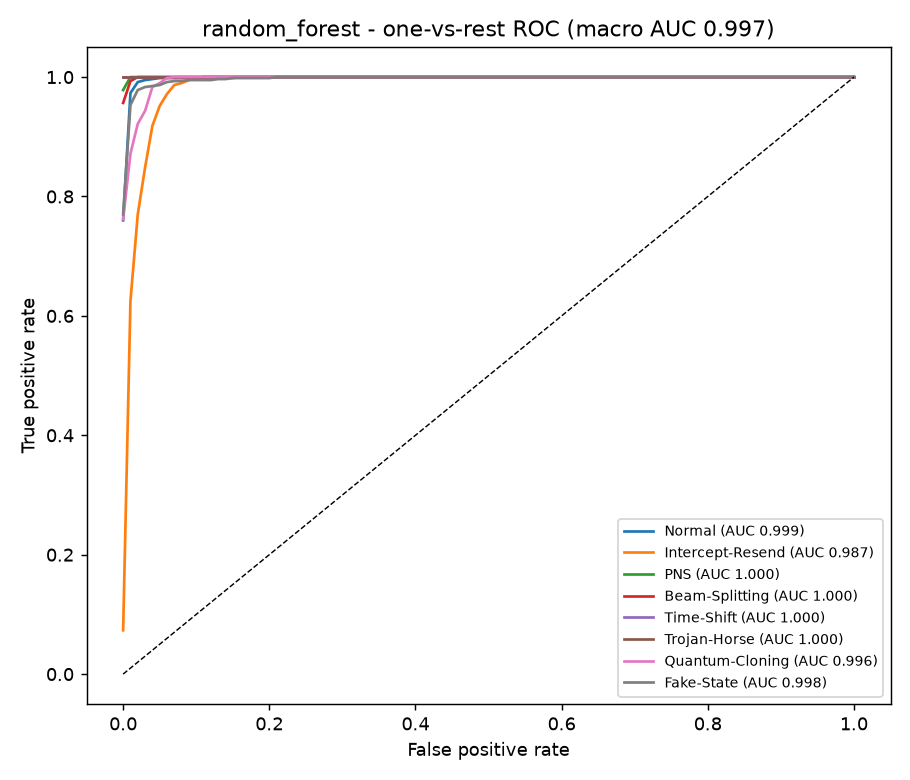 random_forest - one-vs-rest ROC (macro AUC 0.997)
True positive rate
1.0
0.8
0.6
0.4
0.2
0.0
0.0 0.2 0.4 0.6 0.8 1.0
False positive rate
Normal (AUC 0.999)
Intercept-Resend (AUC 0.987)
PNS (AUC 1.000)
Beam-Splitting (AUC 1.000)
Time-Shift (AUC 1.000)
Trojan-Horse (AUC 1.000)
Quantum-Cloning (AUC 0.996)
Fake-State (AUC 0.998)